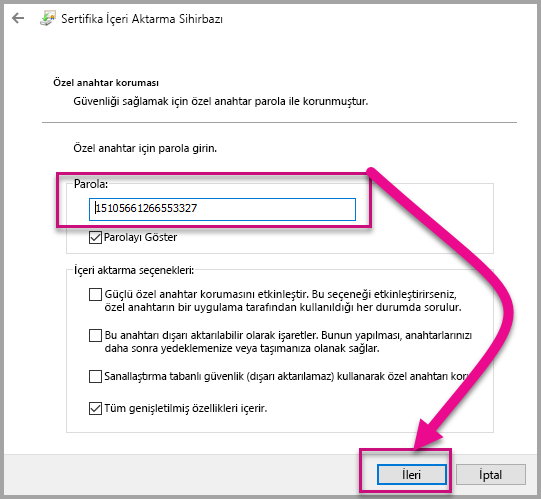 Sertifika İçeri Aktarma Sihirbazı
Özel anahtar koruması
Güvenliği sağlamak için özel anahtar parola ile korunmuştur.
Özel anahtar için parola girin.
Parola:
15105661266553327
Parolayı Göster
İçeri aktarma seçenekleri:
Güçlü özel anahtar korumasını etkinleştir. Bu seçeneği etkinleştirirseniz,
özel anahtarın bir uygulama tarafından kullanıldığı her durumda sorulur.
Bu anahtarı dışarı aktarılabilir olarak işaretler. Bunun yapılması, anahtarlarınızı
daha sonra yedeklemenize veya taşımanıza olanak sağlar.
Sanallaştırma tabanlı güvenlik (dışarı aktarılamaz) kullanarak özel anahtarı
Tüm genişletilmiş özellikleri içerir.
İleri
İptal